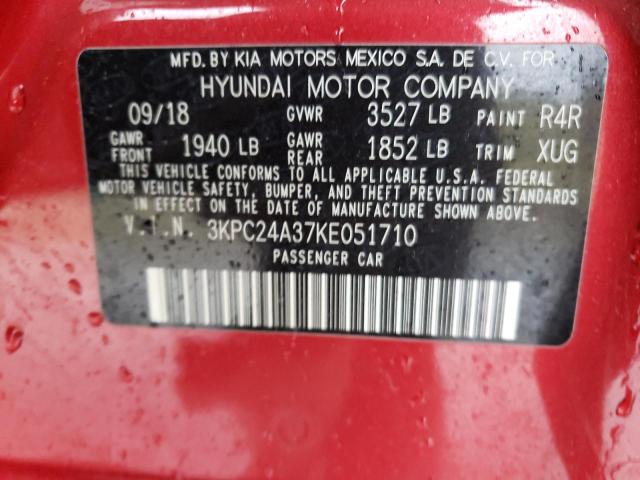 MFD. BY KIA MOTORS MEXICO S.A. DE C.V. FOR
HYUNDAI MOTOR COMPANY
09/18 GVWR 3527 LB PAINT R4R
GAWR FRONT 1940 LB GAWR REAR 1852 LB TRIM XUG
THIS VEHICLE CONFORMS TO ALL APPLICABLE U.S.A. FEDERAL
MOTOR VEHICLE SAFETY, BUMPER, AND THEFT PREVENTION STANDARDS
IN EFFECT ON THE DATE OF MANUFACTURE SHOWN ABOVE.
V.I.N. 3KPC24A37KE051710
PASSENGER CAR